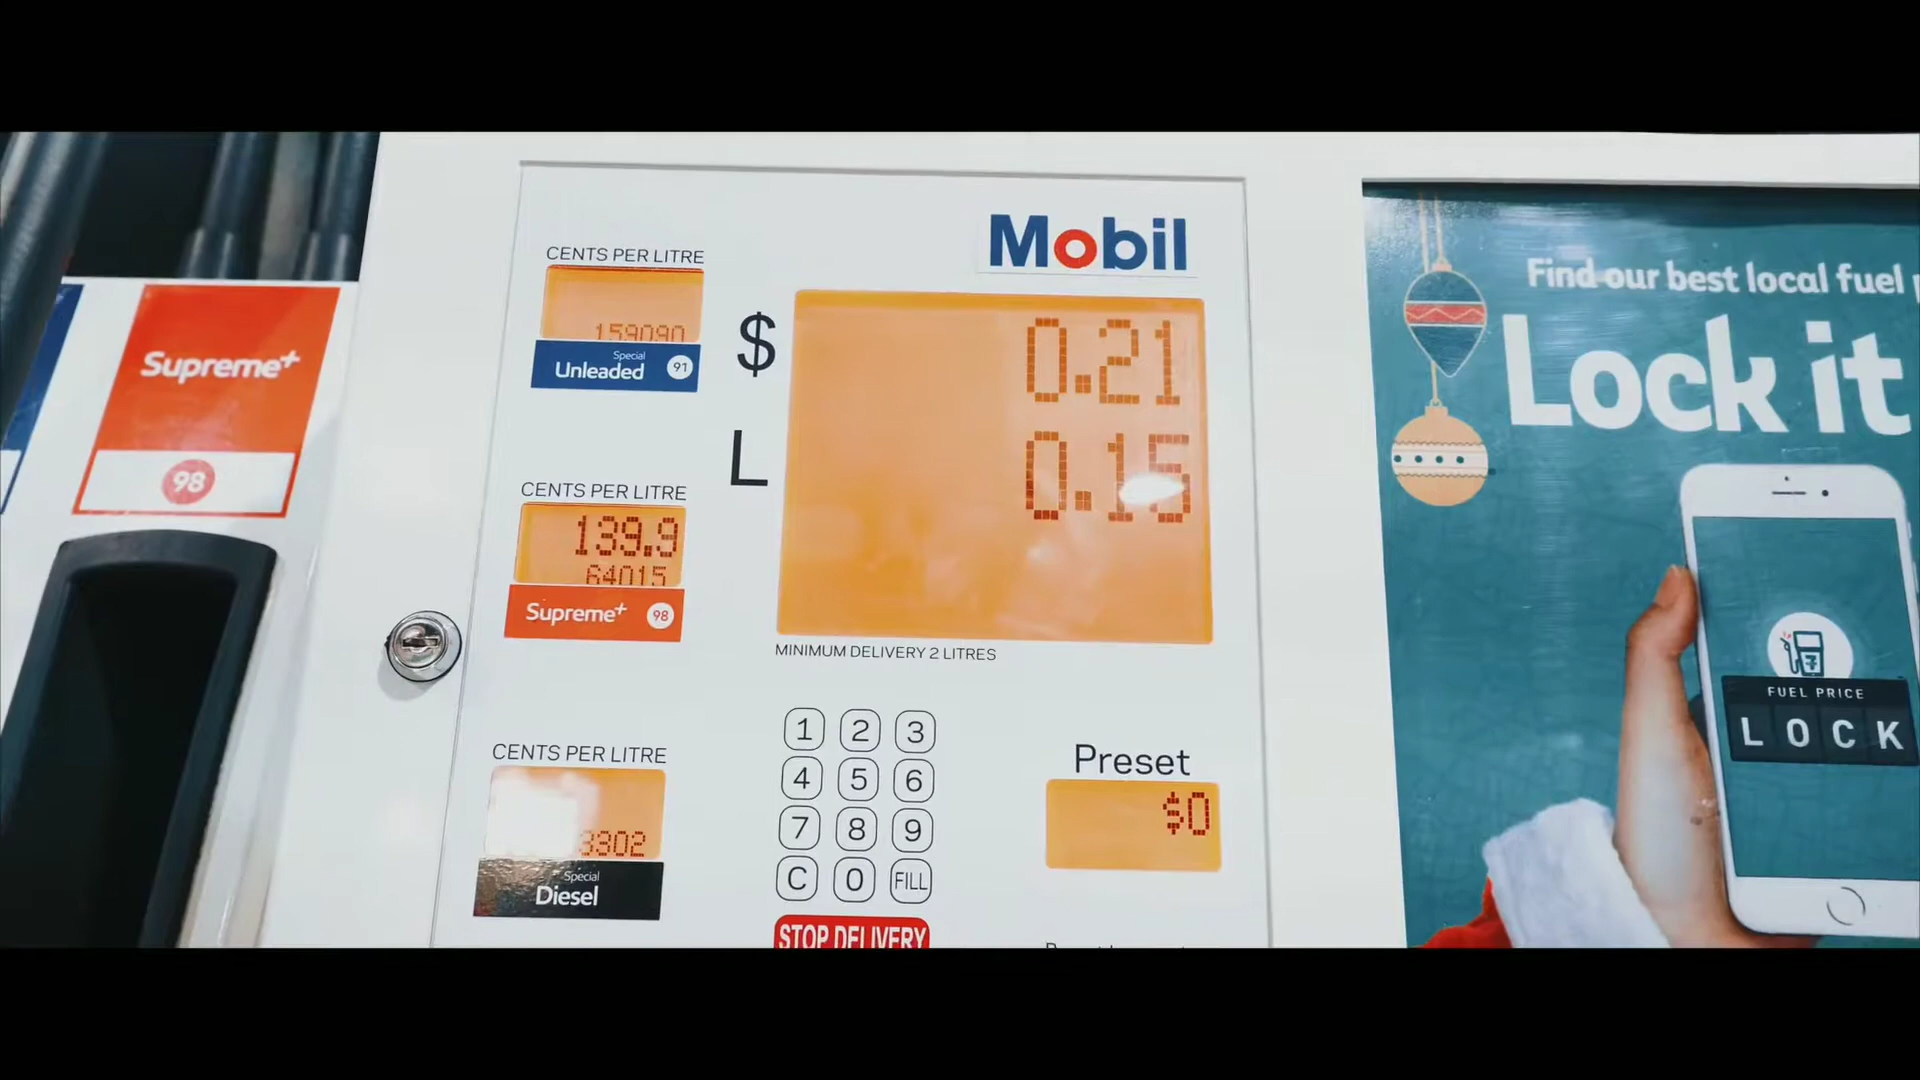 Supreme+
98
CENTS PER LITRE
159090
Special
Unleaded 91
CENTS PER LITRE
139.9
64015
Supreme+ 98
CENTS PER LITRE
3302
Special
Diesel
Mobil
$ 0.21
L 0.15
MINIMUM DELIVERY 2 LITRES
1 2 3
4 5 6
7 8 9
C 0 FILL
STOP DELIVERY
Preset
$0
Find our best local fuel
Lock it
FUEL PRICE
LOCK